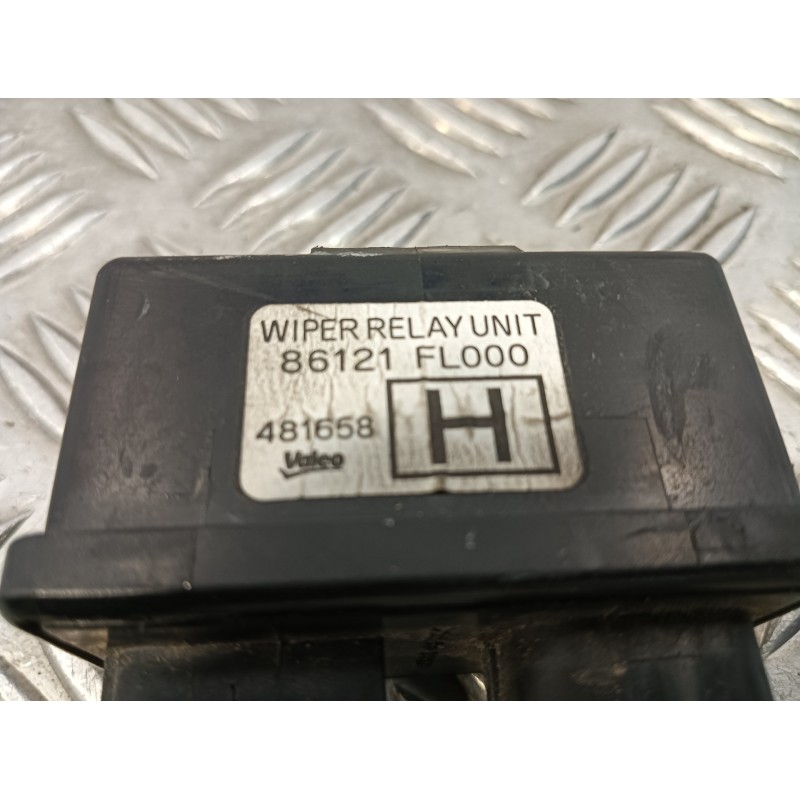 WIPER RELAY UNIT
86121 FL000
481658
H
Valeo